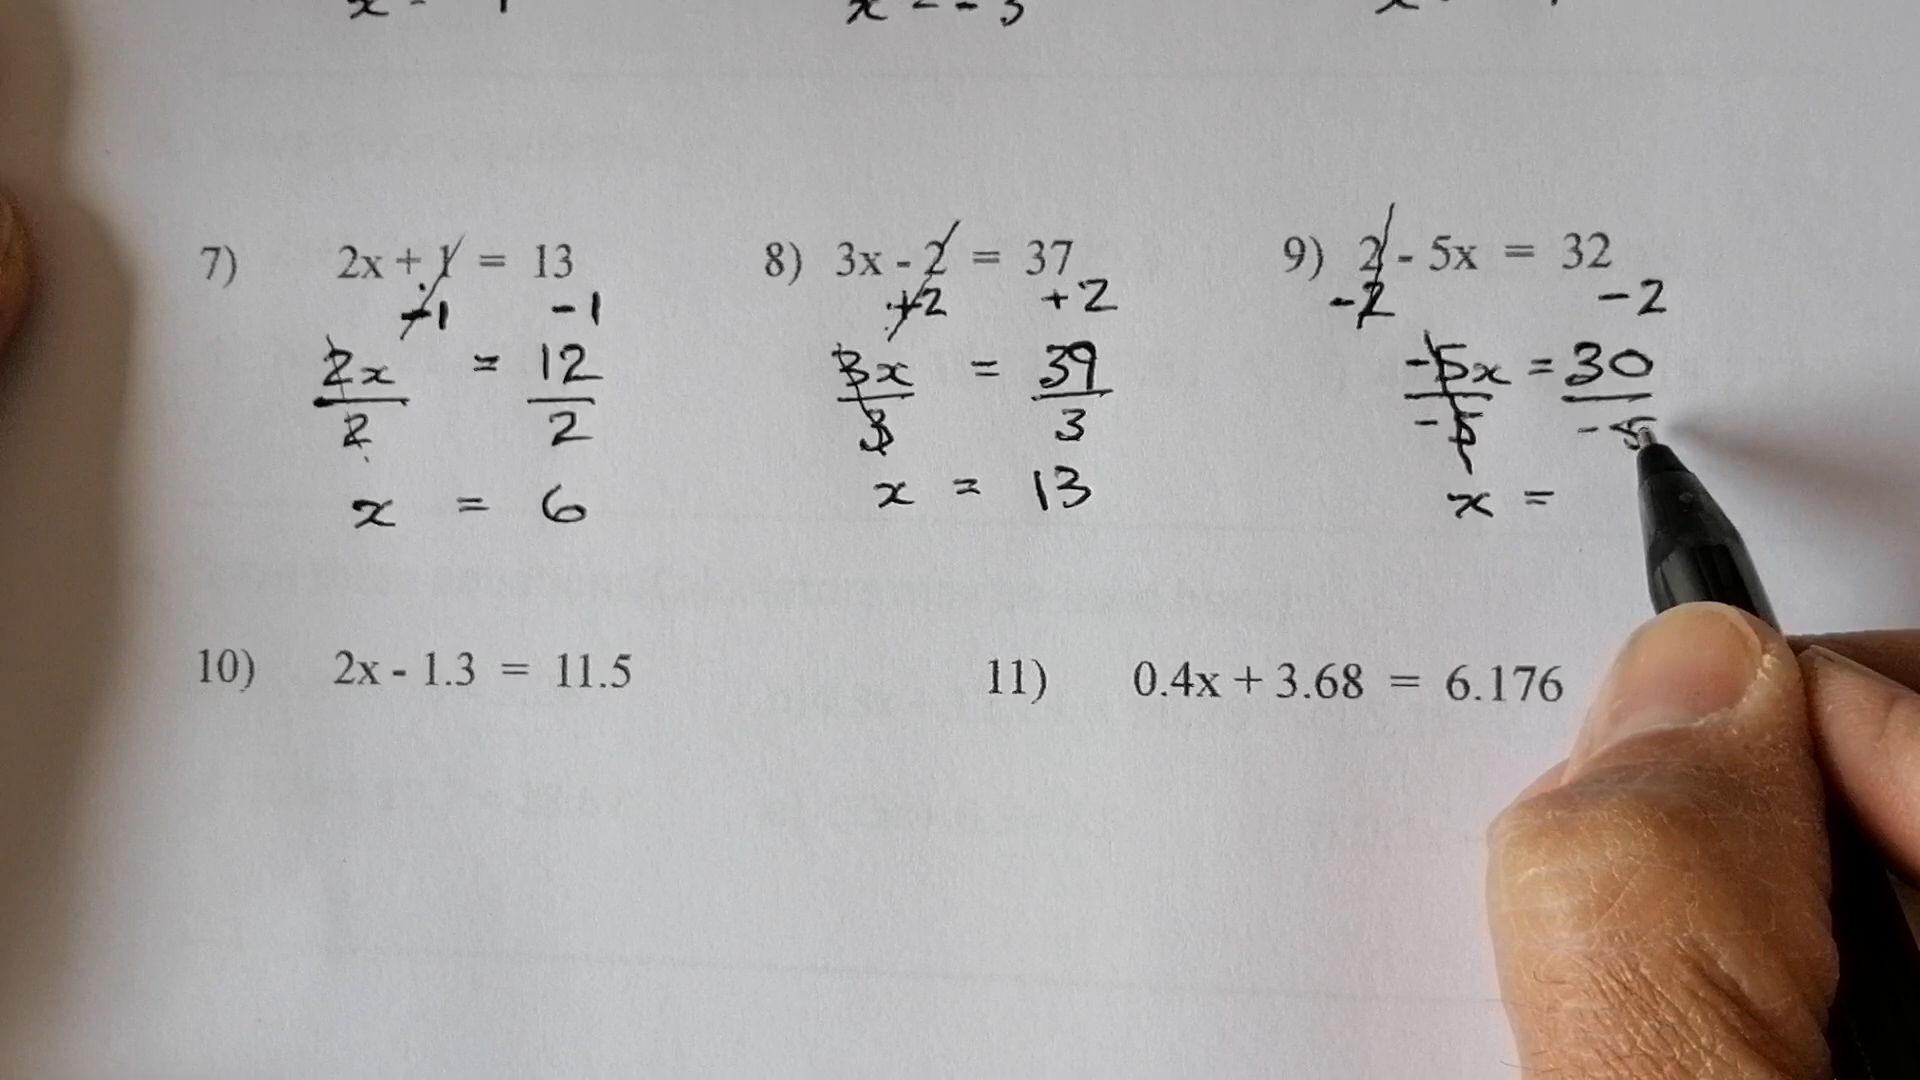 7) 2x + 1 = 13
-1 -1
2x = 12
2 2
x = 6
8) 3x - 2 = 37
+2 +2
3x = 39
3 3
x = 13
9) 2 - 5x = 32
-2 -2
-5x = 30
-5 -5
x =
10) 2x - 1.3 = 11.5
11) 0.4x + 3.68 = 6.176